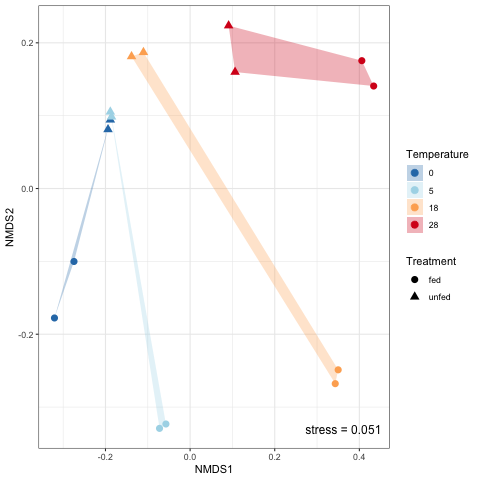 0.2
0.0
-0.2
NMDS2
-0.2
0.0
0.2
0.4
NMDS1
stress = 0.051
Temperature
0
5
18
28
Treatment
fed
unfed